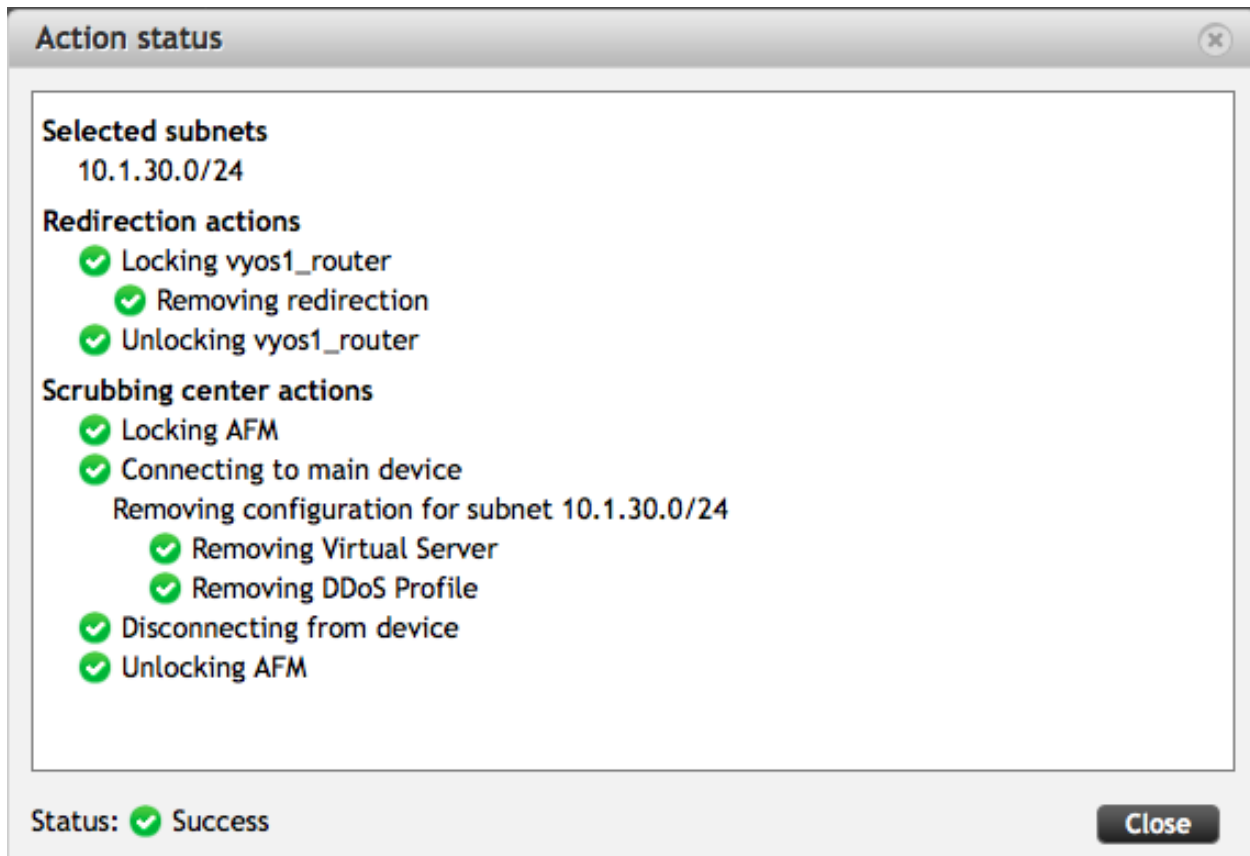 Action status
Selected subnets
10.1.30.0/24
Redirection actions
Locking vyos1_router
Removing redirection
Unlocking vyos1_router
Scrubbing center actions
Locking AFM
Connecting to main device
Removing configuration for subnet 10.1.30.0/24
Removing Virtual Server
Removing DDoS Profile
Disconnecting from device
Unlocking AFM
Status: Success Close